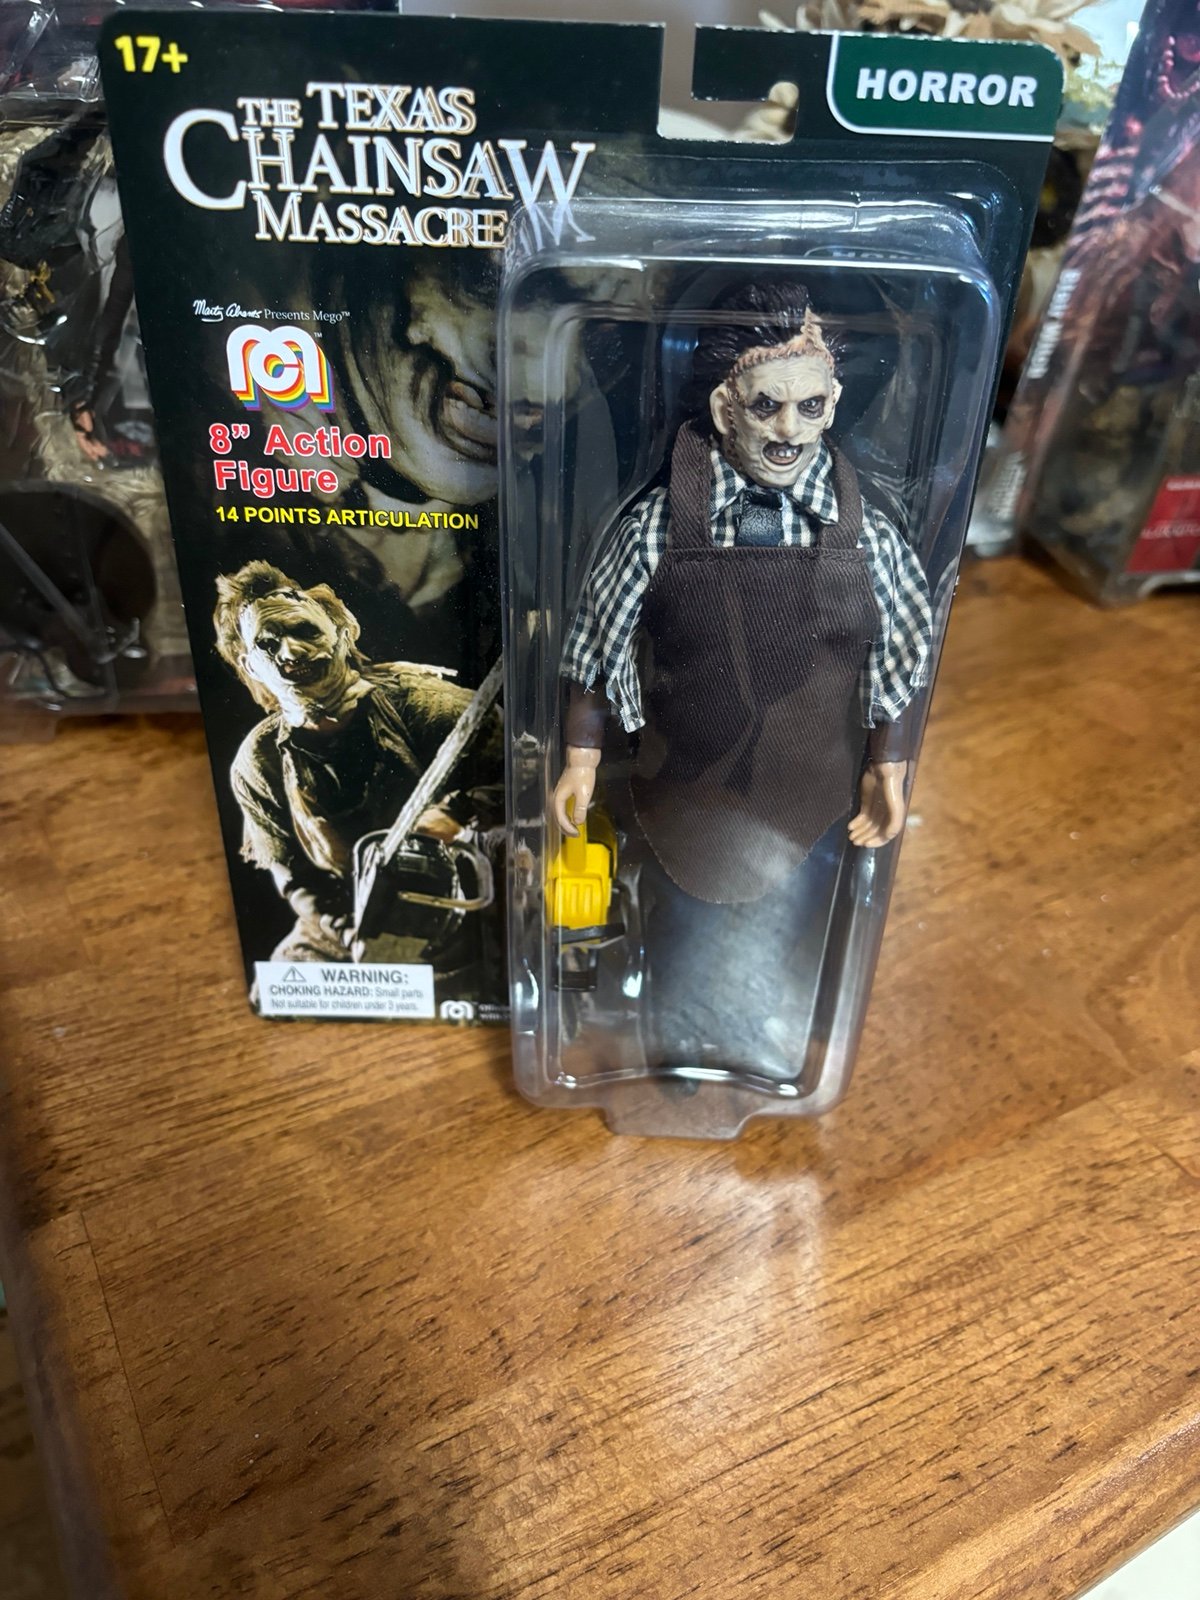 17+
HORROR
THE TEXAS
CHAINSAW
MASSACRE
Marty Abrams Presents Mego™
8” Action
Figure
14 POINTS ARTICULATION
WARNING:
CHOKING HAZARD: Small parts
Not suitable for children under 3 years.